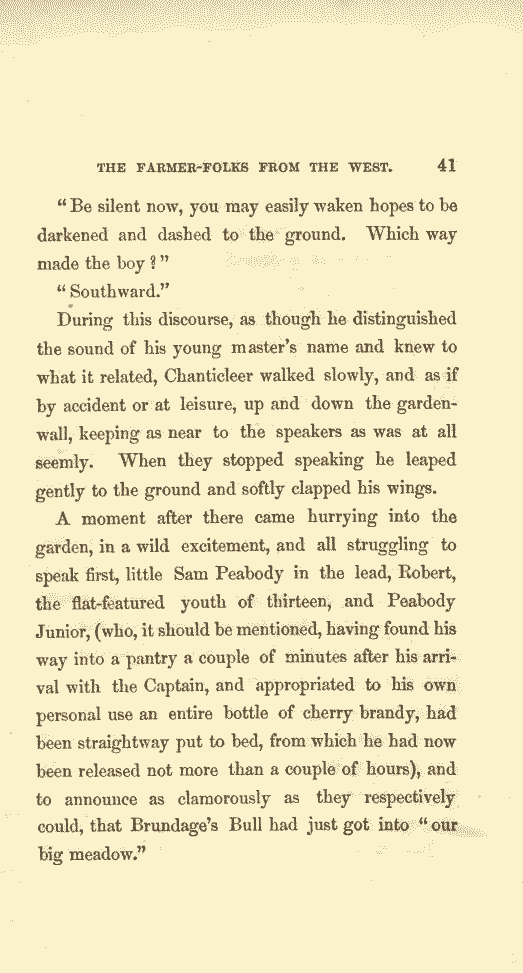 THE FARMER-FOLKS FROM THE WEST. 41
“Be silent now, you may easily waken hopes to be
darkened and dashed to the ground. Which way
made the boy?”
“Southward.”
During this discourse, as though he distinguished
the sound of his young master’s name and knew to
what it related, Chanticleer walked slowly, and as if
by accident or at leisure, up and down the garden-
wall, keeping as near to the speakers as was at all
seemly. When they stopped speaking he leaped
gently to the ground and softly clapped his wings.
A moment after there came hurrying into the
garden, in a wild excitement, and all struggling to
speak first, little Sam Peabody in the lead, Robert,
the flat-featured youth of thirteen, and Peabody
Junior, (who, it should be mentioned, having found his
way into a pantry a couple of minutes after his arri-
val with the Captain, and appropriated to his own
personal use an entire bottle of cherry brandy, had
been straightway put to bed, from which he had now
been released not more than a couple of hours), and
to announce as clamorously as they respectively
could, that Brundage’s Bull had just got into “our
big meadow.”